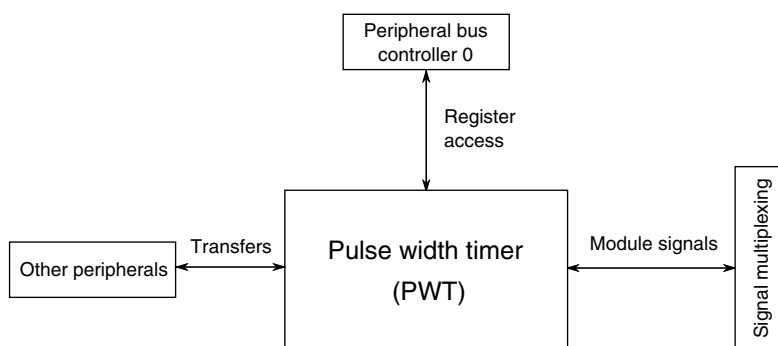 Peripheral bus
controller 0
Register
access
Other peripherals
Transfers
Pulse width timer
(PWT)
Module signals
Signal multiplexing